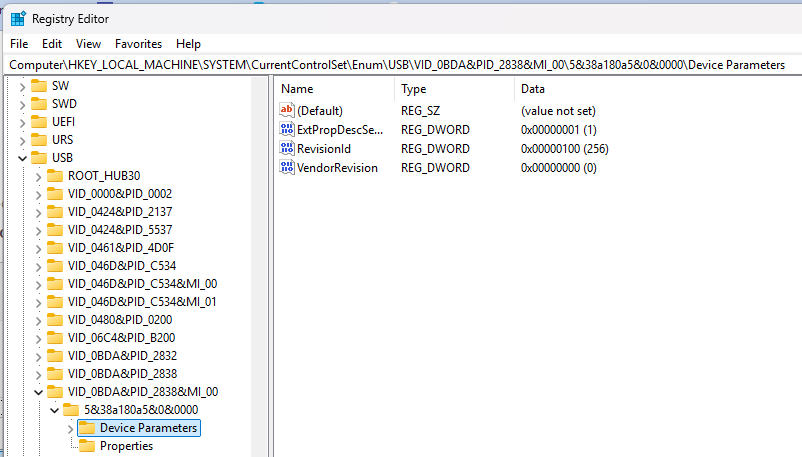 Registry Editor
File Edit View Favorites Help
Computer\HKEY_LOCAL_MACHINE\SYSTEM\CurrentControlSet\Enum\USB\VID_0BDA&PID_2838&MI_00\5&38a180a5&0&0000\Device Parameters
SW
SWD
UEFI
URS
USB
ROOT_HUB30
VID_0000&PID_0002
VID_0424&PID_2137
VID_0424&PID_5537
VID_0461&PID_4D0F
VID_046D&PID_C534
VID_046D&PID_C534&MI_00
VID_046D&PID_C534&MI_01
VID_0480&PID_0200
VID_06C4&PID_B200
VID_0BDA&PID_2832
VID_0BDA&PID_2838
VID_0BDA&PID_2838&MI_00
5&38a180a5&0&0000
Device Parameters
Properties
Name Type Data
ab (Default) REG_SZ (value not set)
ExtPropDescSe... REG_DWORD 0x00000001 (1)
RevisionId REG_DWORD 0x00000100 (256)
VendorRevision REG_DWORD 0x00000000 (0)